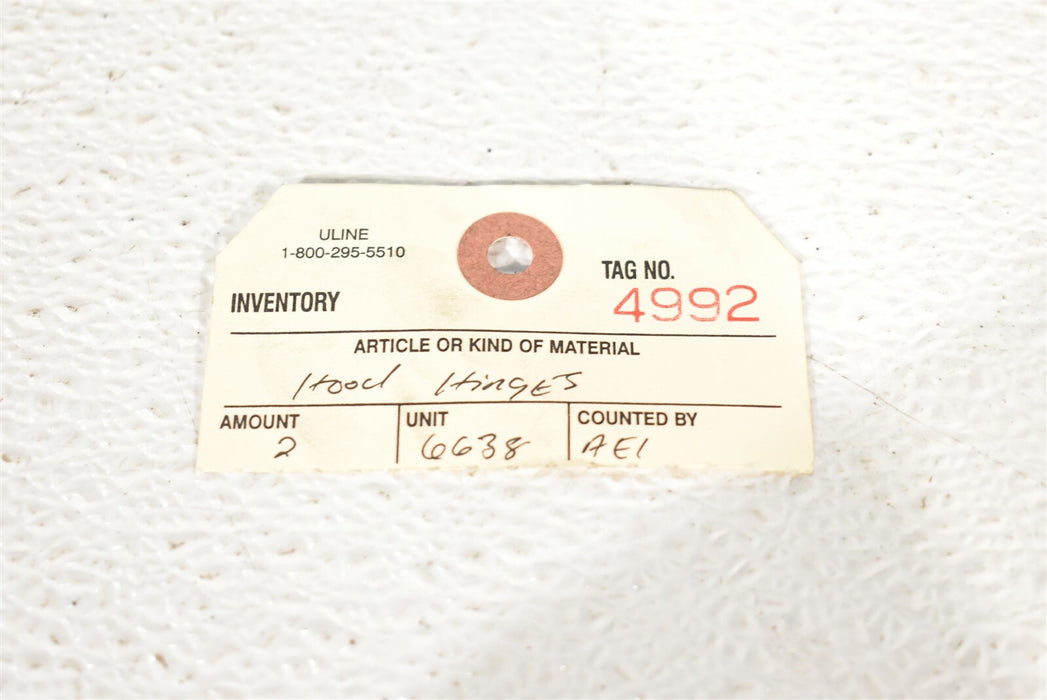 ULINE
1-800-295-5510
INVENTORY
TAG NO.
4992
ARTICLE OR KIND OF MATERIAL
Hood HingES
AMOUNT
2
UNIT
6638
COUNTED BY
AEI